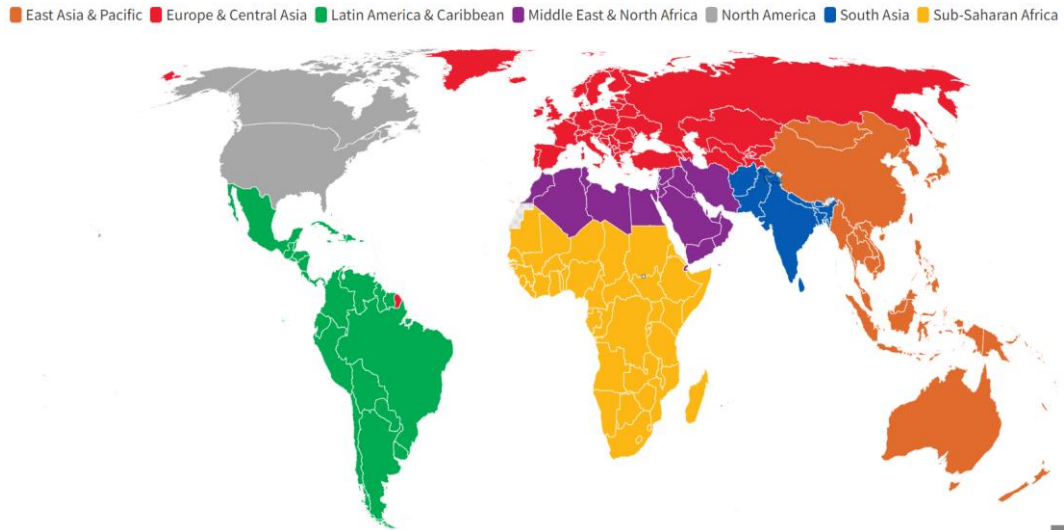 East Asia & Pacific Europe & Central Asia Latin America & Caribbean Middle East & North Africa North America South Asia Sub-Saharan Africa